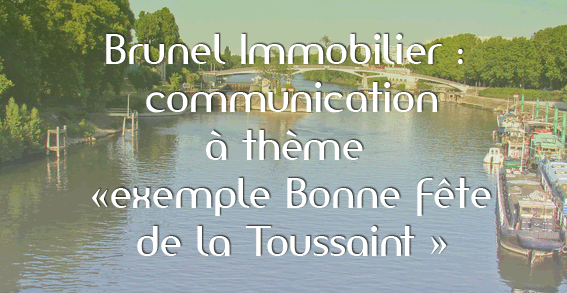 Brunel Immobilier :
communication
à thème
«exemple Bonne Fête
de la Toussaint »